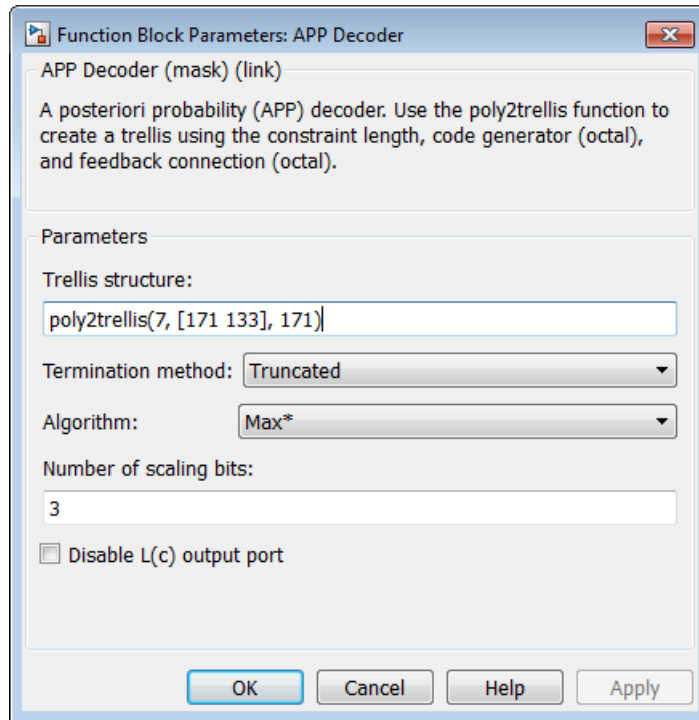 Function Block Parameters: APP Decoder
APP Decoder (mask) (link)
A posteriori probability (APP) decoder. Use the poly2trellis function to
create a trellis using the constraint length, code generator (octal),
and feedback connection (octal).
Parameters
Trellis structure:
poly2trellis(7, [171 133], 171)
Termination method: Truncated
Algorithm: Max*
Number of scaling bits:
3
Disable L(c) output port
OK Cancel Help Apply